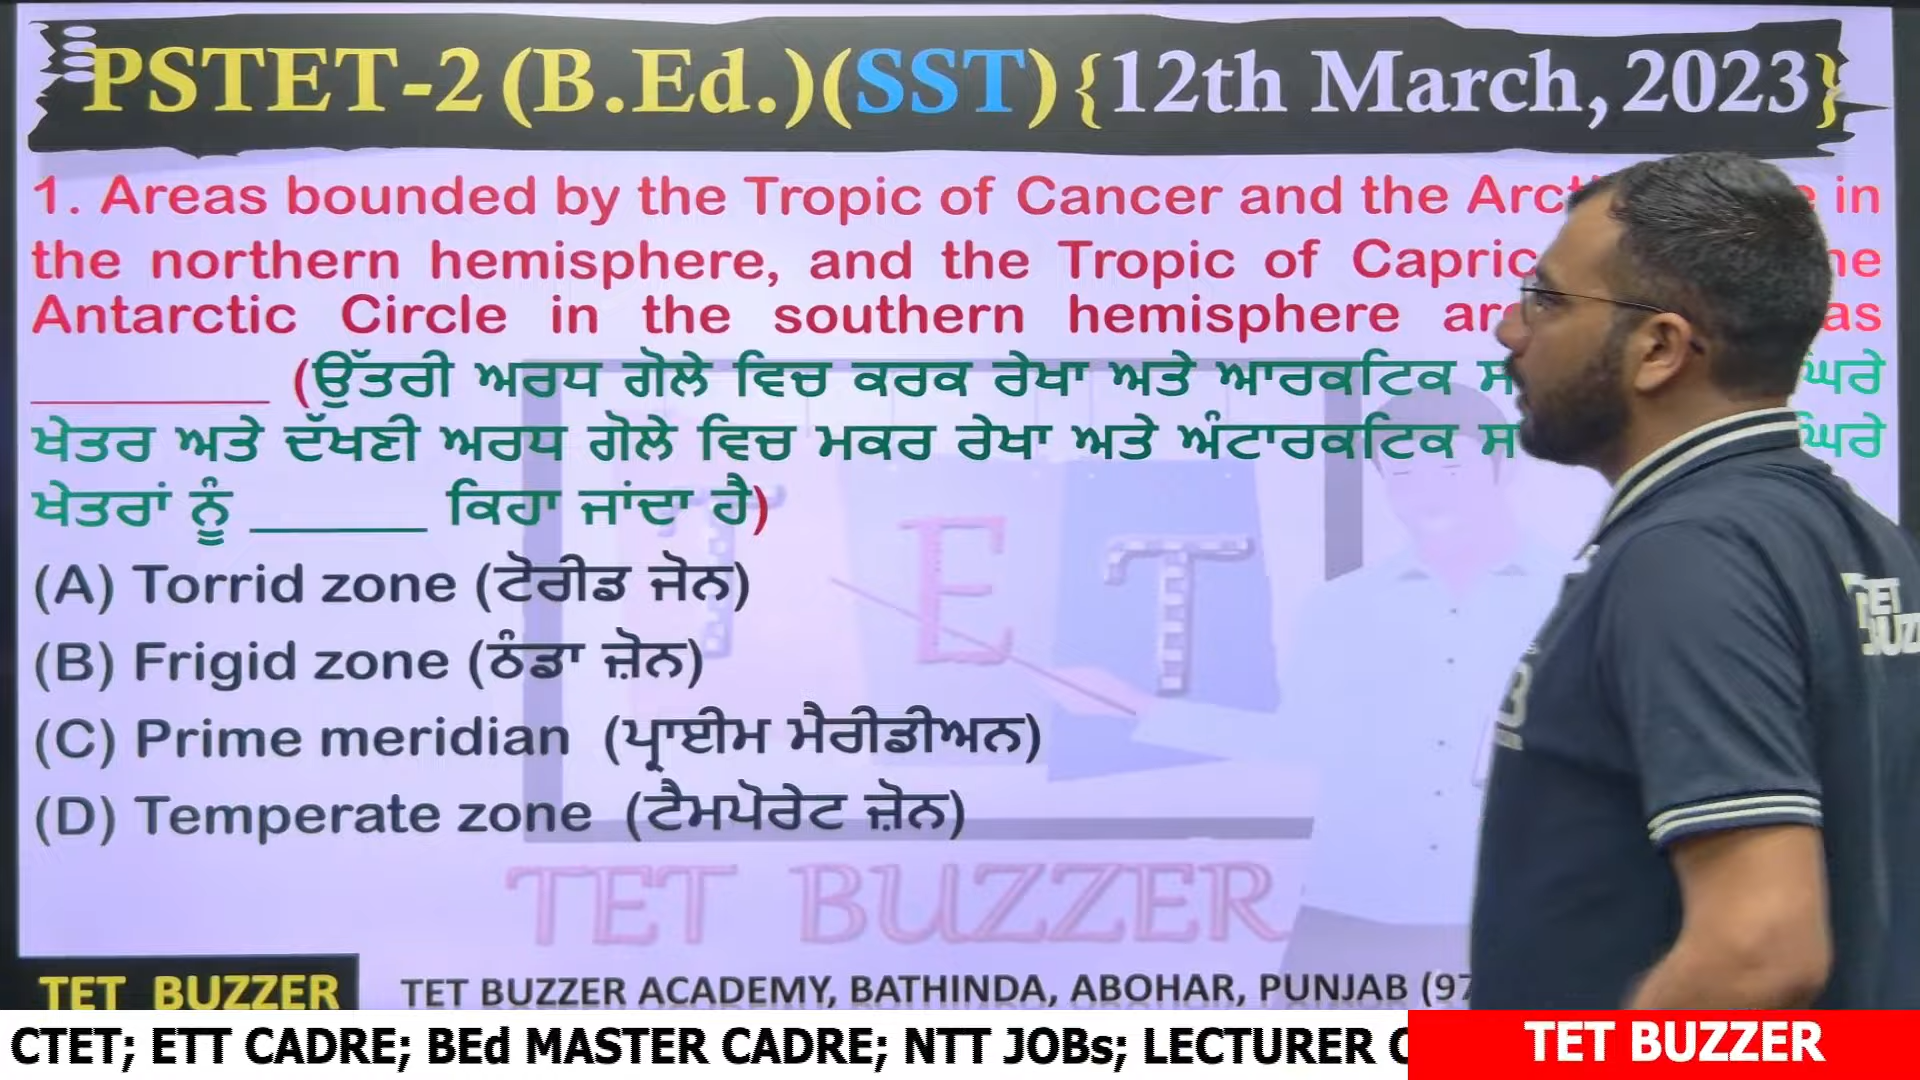 PSTET-2 (B.Ed.)(SST) {12th March, 2023}
1. Areas bounded by the Tropic of Cancer and the in
the northern hemisphere, and the Tropic of
Antarctic Circle in the southern hemisphere as
________ (ਉੱਤਰੀ ਅਰਧ ਗੋਲੇ ਵਿਚ ਕਰਕ ਰੇਖਾ ਅਤੇ ਆਰਕਟਿਕ ਘਿਰੇ
ਖੇਤਰ ਅਤੇ ਦੱਖਣੀ ਅਰਧ ਗੋਲੇ ਵਿਚ ਮਕਰ ਰੇਖਾ ਅਤੇ ਅੰਟਾਰਕਟਿਕ ਘਿਰੇ
ਖੇਤਰਾਂ ਨੂੰ ______ ਕਿਹਾ ਜਾਂਦਾ ਹੈ)
(A) Torrid zone (ਟੋਰੀਡ ਜੋਨ)
(B) Frigid zone (ਠੰਡਾ ਜ਼ੋਨ)
(C) Prime meridian (ਪ੍ਰਾਈਮ ਮੈਰੀਡੀਅਨ)
(D) Temperate zone (ਟੈਮਪੋਰੇਟ ਜ਼ੋਨ)
T E T
TET BUZZER
TET BUZZER
TET BUZZER ACADEMY, BATHINDA, ABOHAR, PUNJAB (97
CTET; ETT CADRE; BEd MASTER CADRE; NTT JOBs; LECTURER
TET BUZZER